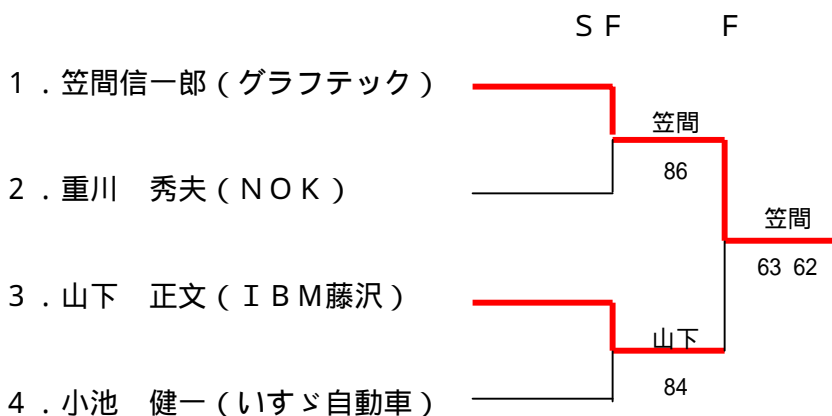 ＳＦ　Ｆ
１．笠間信一郎（グラフテック）
笠間
86
２．重川　秀夫（ＮＯＫ）
笠間
63 62
３．山下　正文（ＩＢＭ藤沢）
山下
84
４．小池　健一（いすゞ自動車）